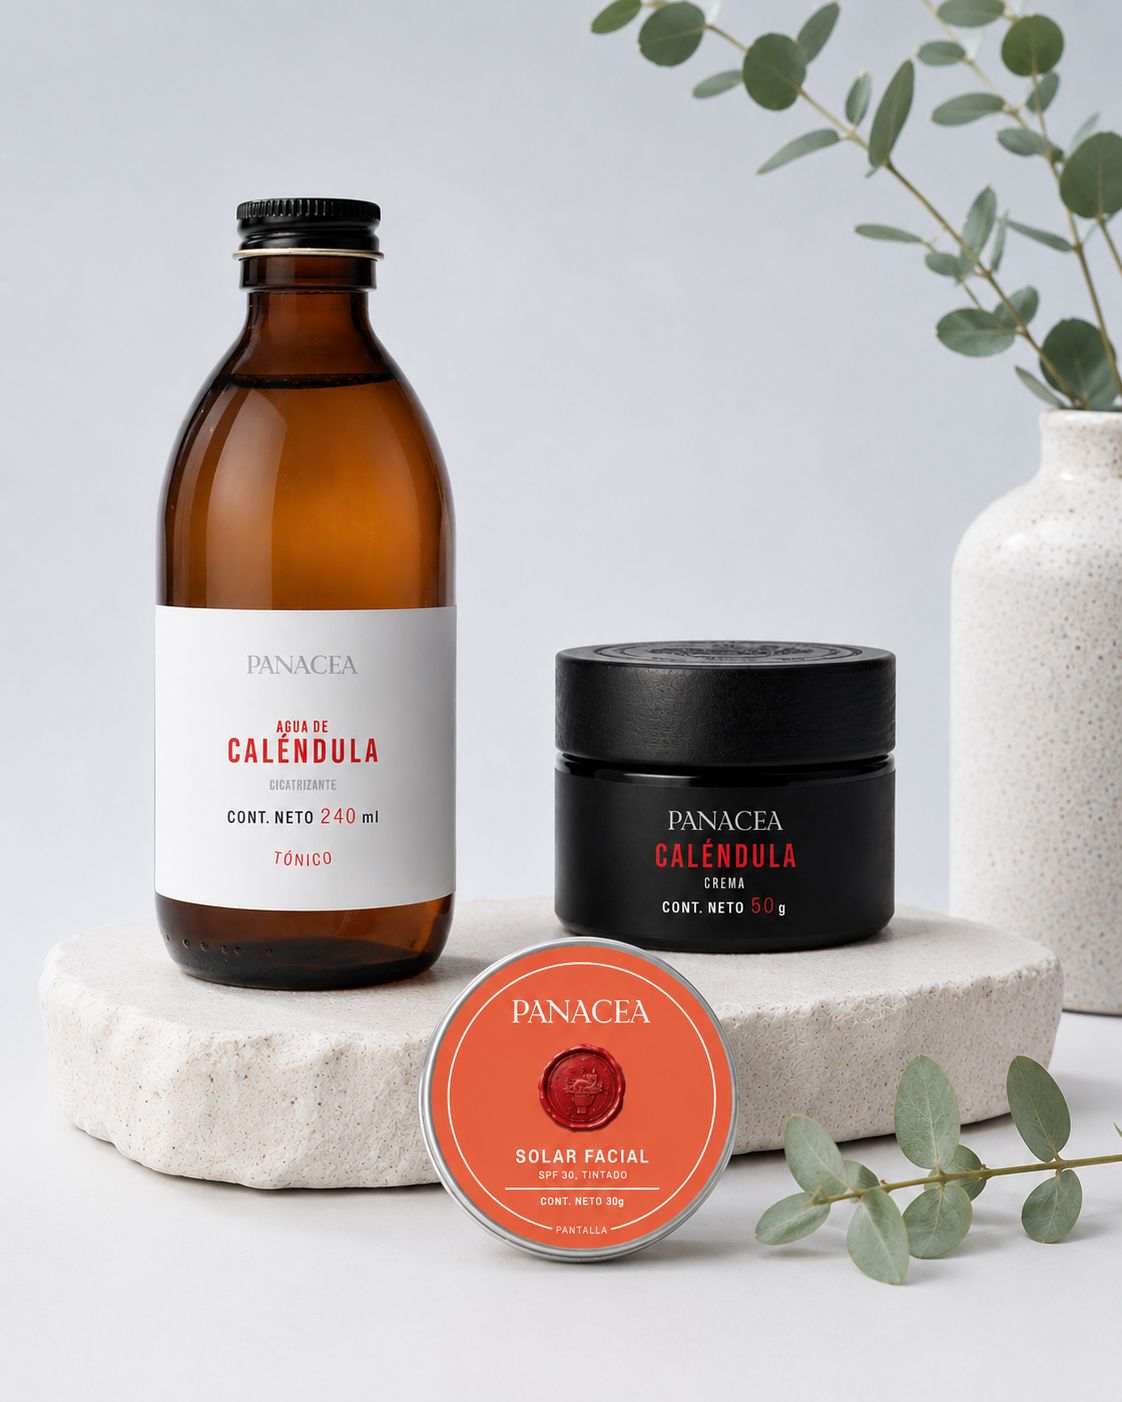 PANACEA
AGUA DE
CALÉNDULA
CICATRIZANTE
CONT. NETO 240 ml
TÓNICO
PANACEA
CALÉNDULA
CREMA
CONT. NETO 50 g
PANACEA
SOLAR FACIAL
SPF 30, TINTADO
CONT. NETO 30g
PANTALLA